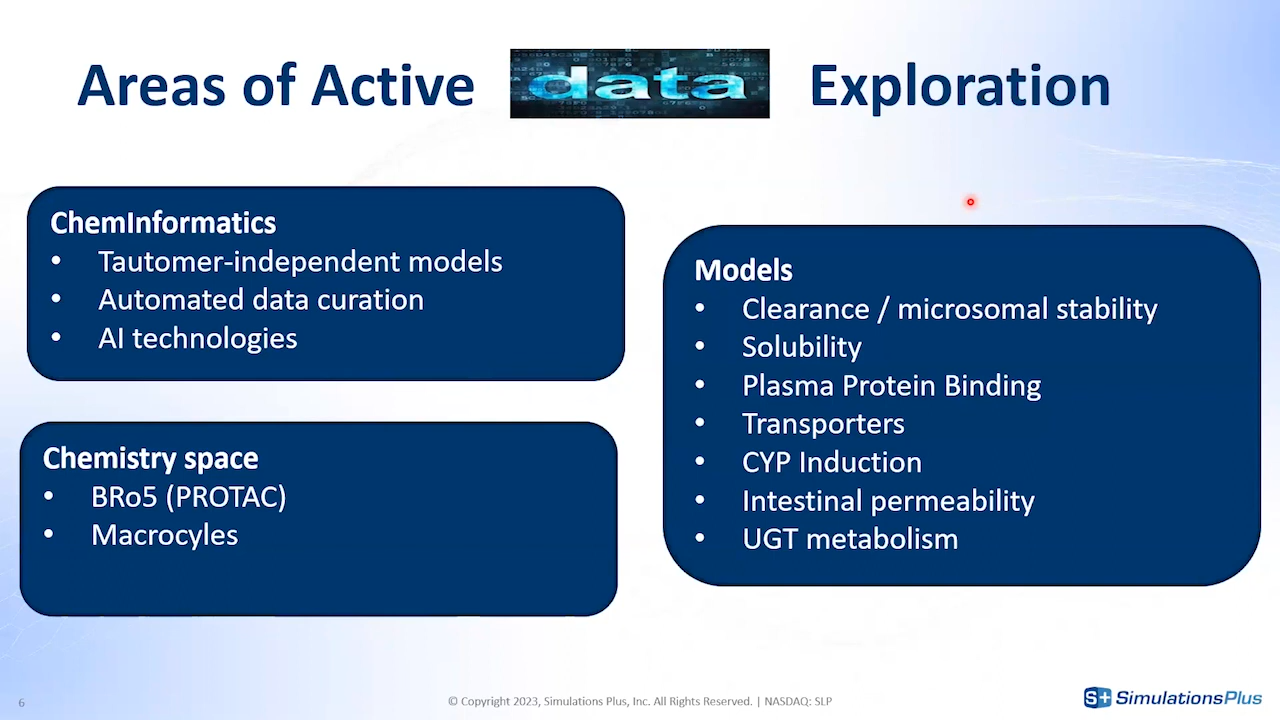 Areas of Active data Exploration
ChemInformatics
• Tautomer-independent models
• Automated data curation
• AI technologies
Chemistry space
• BRo5 (PROTAC)
• Macrocyles
Models
• Clearance / microsomal stability
• Solubility
• Plasma Protein Binding
• Transporters
• CYP Induction
• Intestinal permeability
• UGT metabolism
6
© Copyright 2023, Simulations Plus, Inc. All Rights Reserved. | NASDAQ: SLP
S+ SimulationsPlus